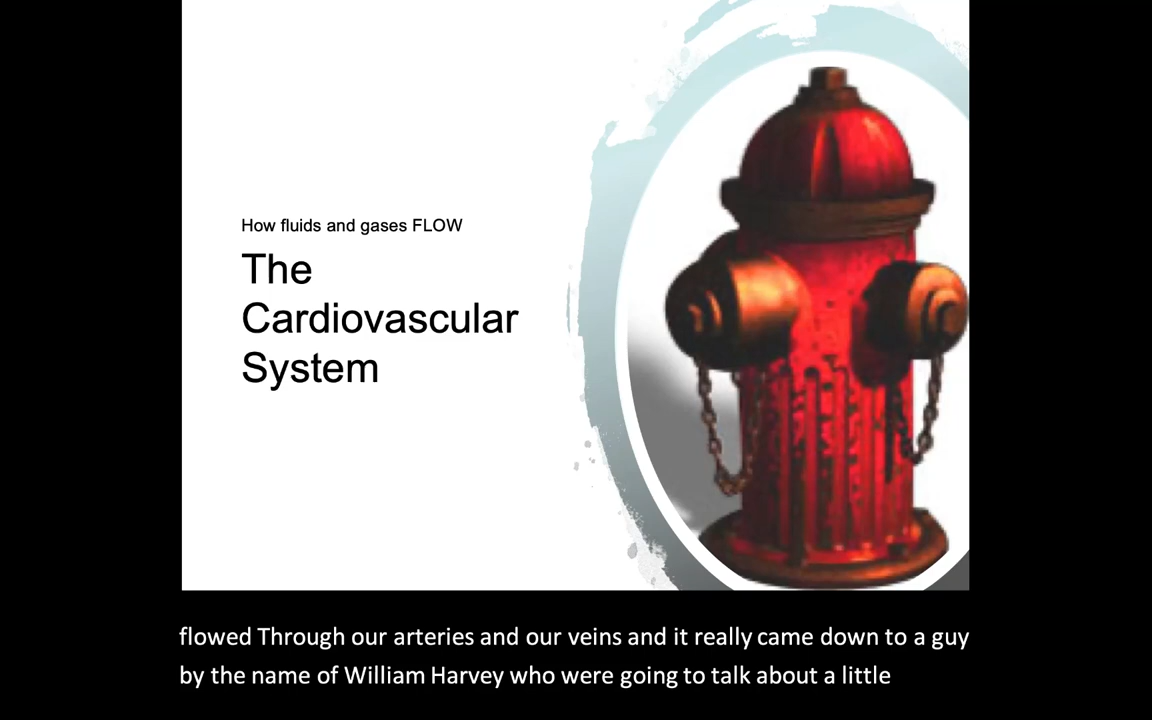 How fluids and gases FLOW
The
Cardiovascular
System
flowed Through our arteries and our veins and it really came down to a guy
by the name of William Harvey who were going to talk about a little